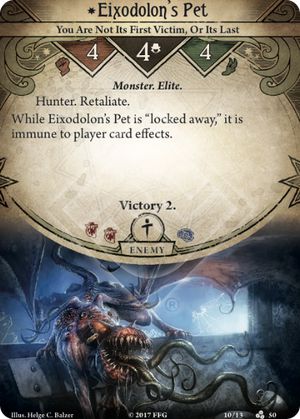 Eixodolon's Pet
You Are Not Its First Victim, Or Its Last
4 4 4
Monster. Elite.
Hunter. Retaliate.
While Eixodolon's Pet is “locked away,” it is
immune to player card effects.
Victory 2.
ENEMY
Illus. Helge C. Balzer
© 2017 FFG
10/13
50